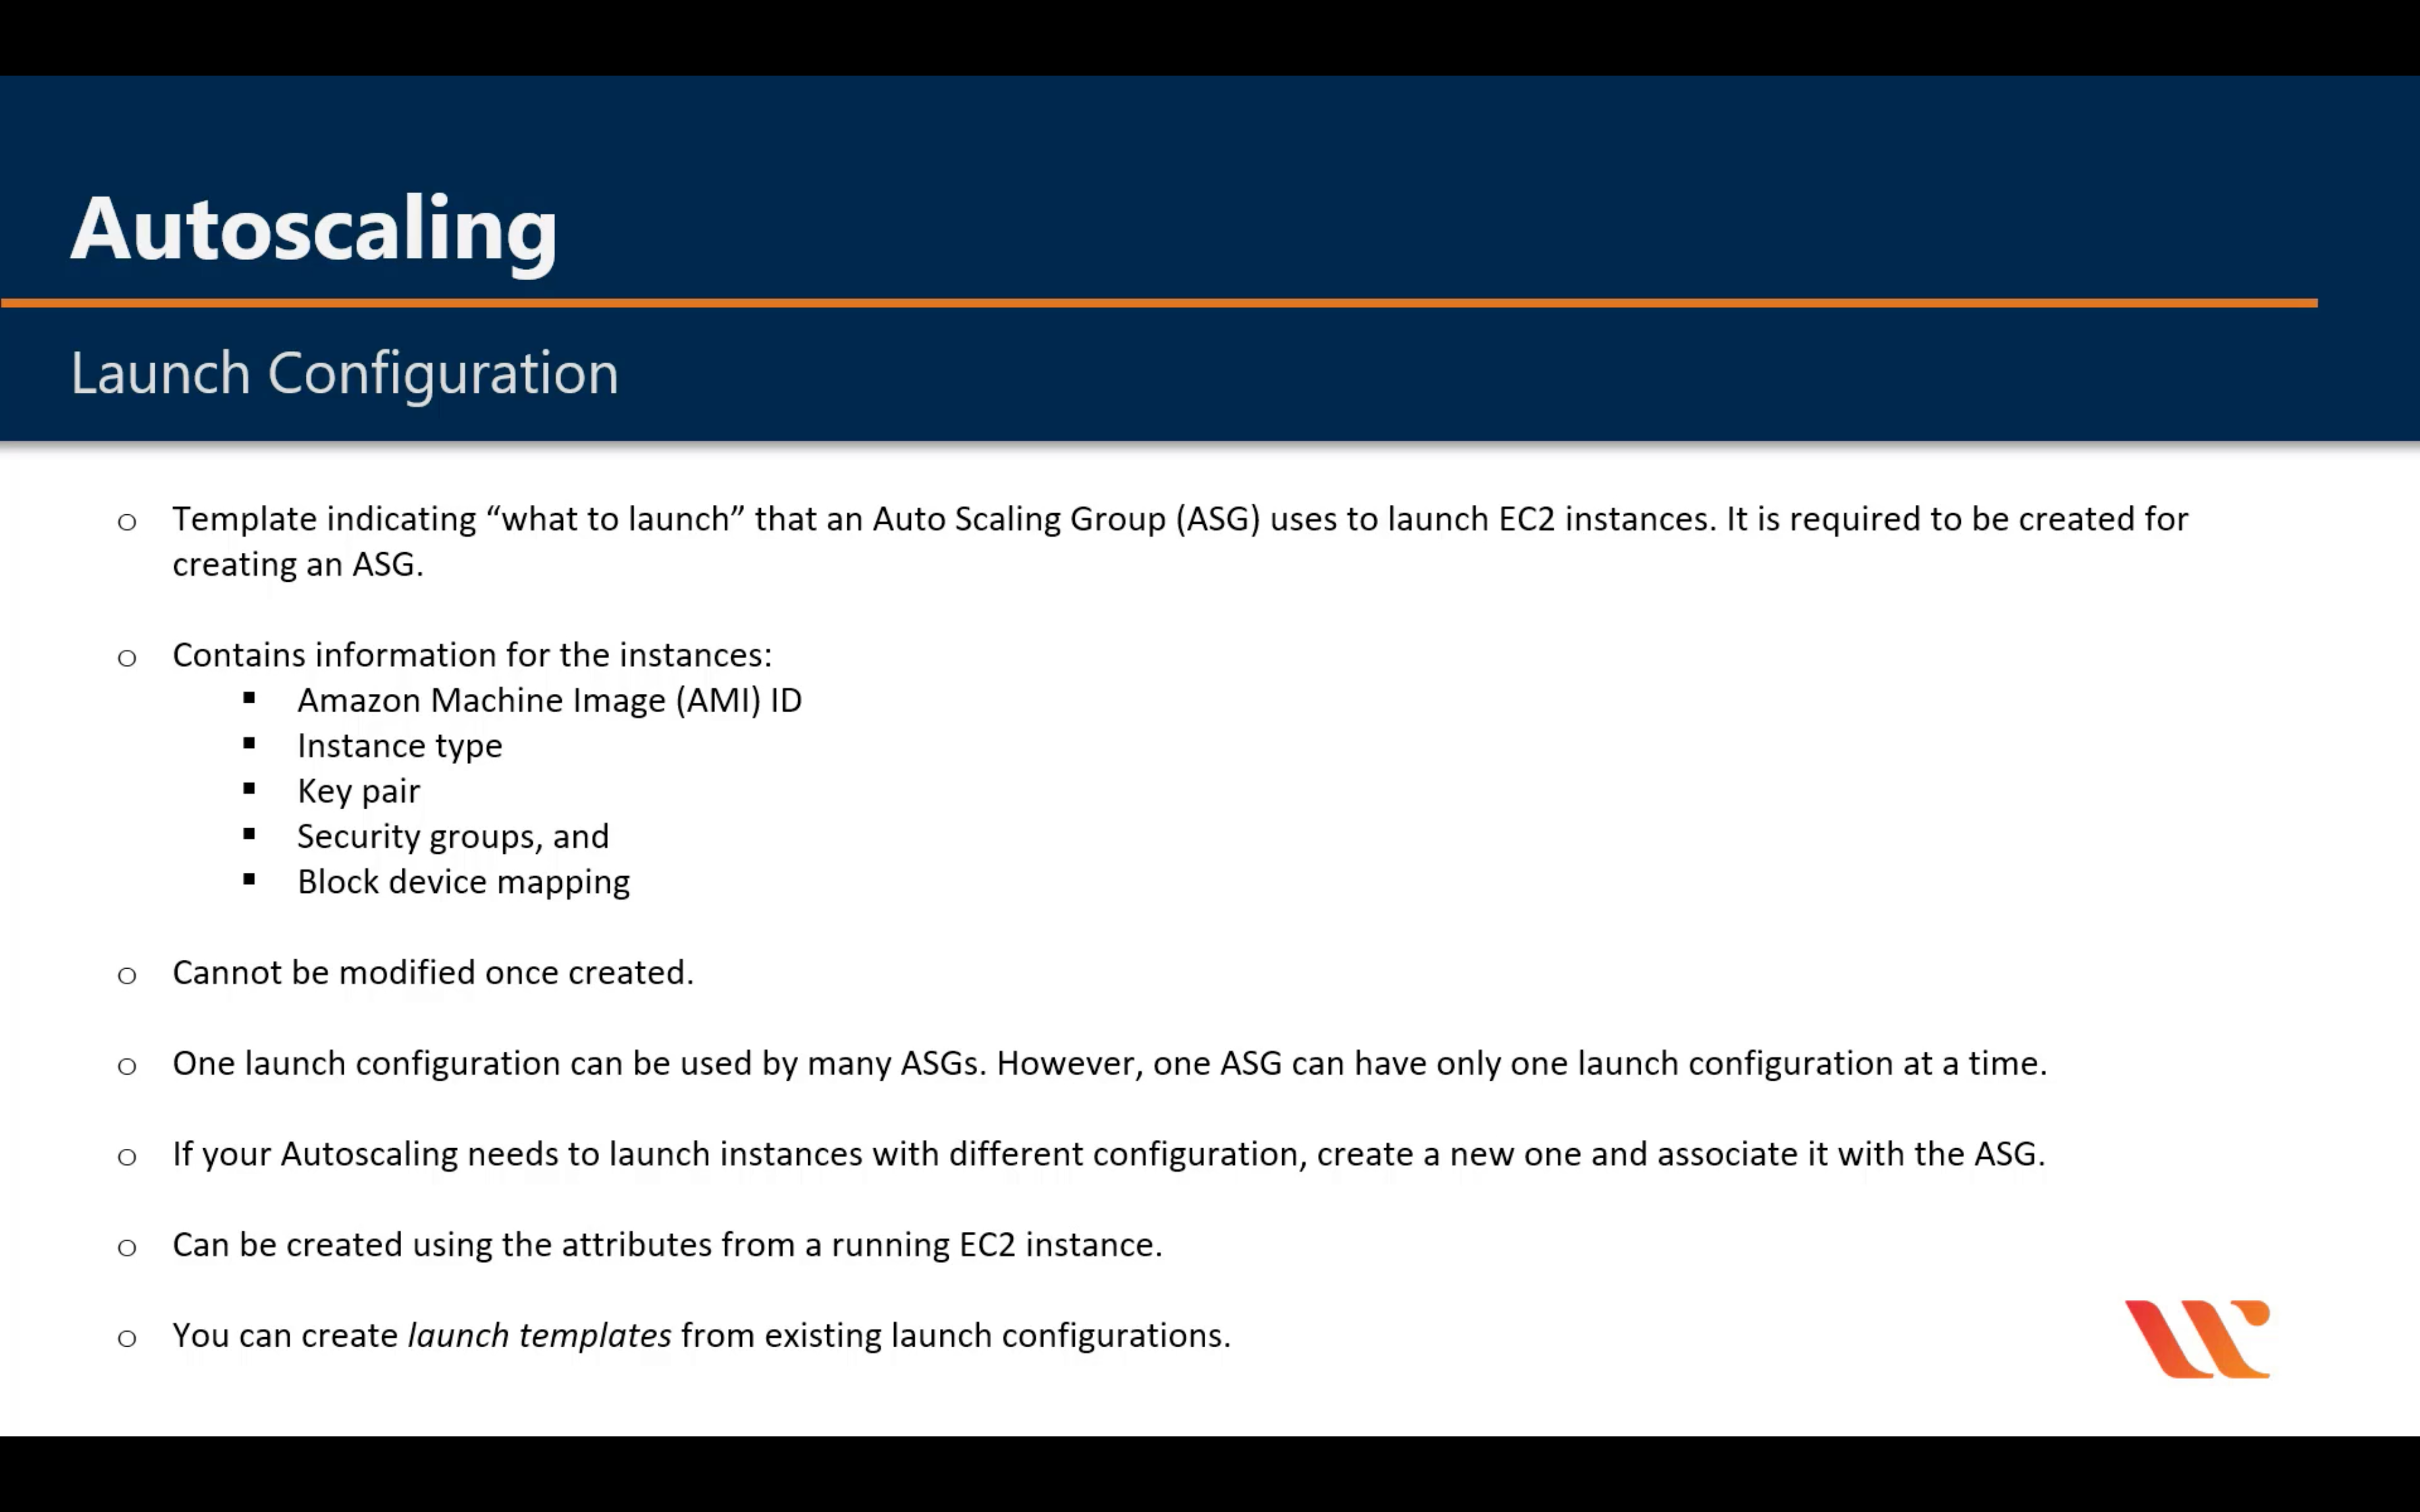 Autoscaling
Launch Configuration
o Template indicating “what to launch” that an Auto Scaling Group (ASG) uses to launch EC2 instances. It is required to be created for
creating an ASG.
o Contains information for the instances:
▪ Amazon Machine Image (AMI) ID
▪ Instance type
▪ Key pair
▪ Security groups, and
▪ Block device mapping
o Cannot be modified once created.
o One launch configuration can be used by many ASGs. However, one ASG can have only one launch configuration at a time.
o If your Autoscaling needs to launch instances with different configuration, create a new one and associate it with the ASG.
o Can be created using the attributes from a running EC2 instance.
o You can create launch templates from existing launch configurations.